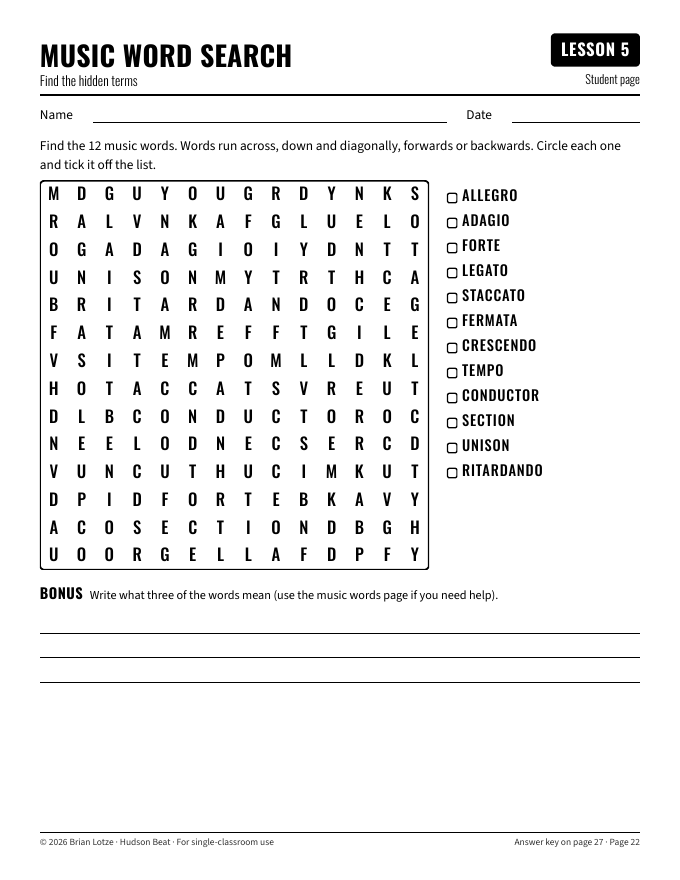 MUSIC WORD SEARCH
LESSON 5
Find the hidden terms
Student page
Name
Date
Find the 12 music words. Words run across, down and diagonally, forwards or backwards. Circle each one
and tick it off the list.
M D G U Y O U G R D Y N K S
R A L V N K A F G L U E L O
O G A D A G I O I Y D N T T
U N I S O N M Y T R T H C A
B R I T A R D A N D O C E G
F A T A M R E F F T G I L E
V S I T E M P O M L L D K L
H O T A C C A T S V R E U T
D L B C O N D U C T O R O C
N E E L O D N E C S E R C D
V U N C U T H U C I M K U T
D P I D F O R T E B K A V Y
A C O S E C T I O N D B G H
U O O R G E L L A F D P F Y
ALLEGRO
ADAGIO
FORTE
LEGATO
STACCATO
FERMATA
CRESCENDO
TEMPO
CONDUCTOR
SECTION
UNISON
RITARDANDO
BONUS Write what three of the words mean (use the music words page if you need help).
© 2026 Brian Lotze · Hudson Beat · For single-classroom use
Answer key on page 27 · Page 22